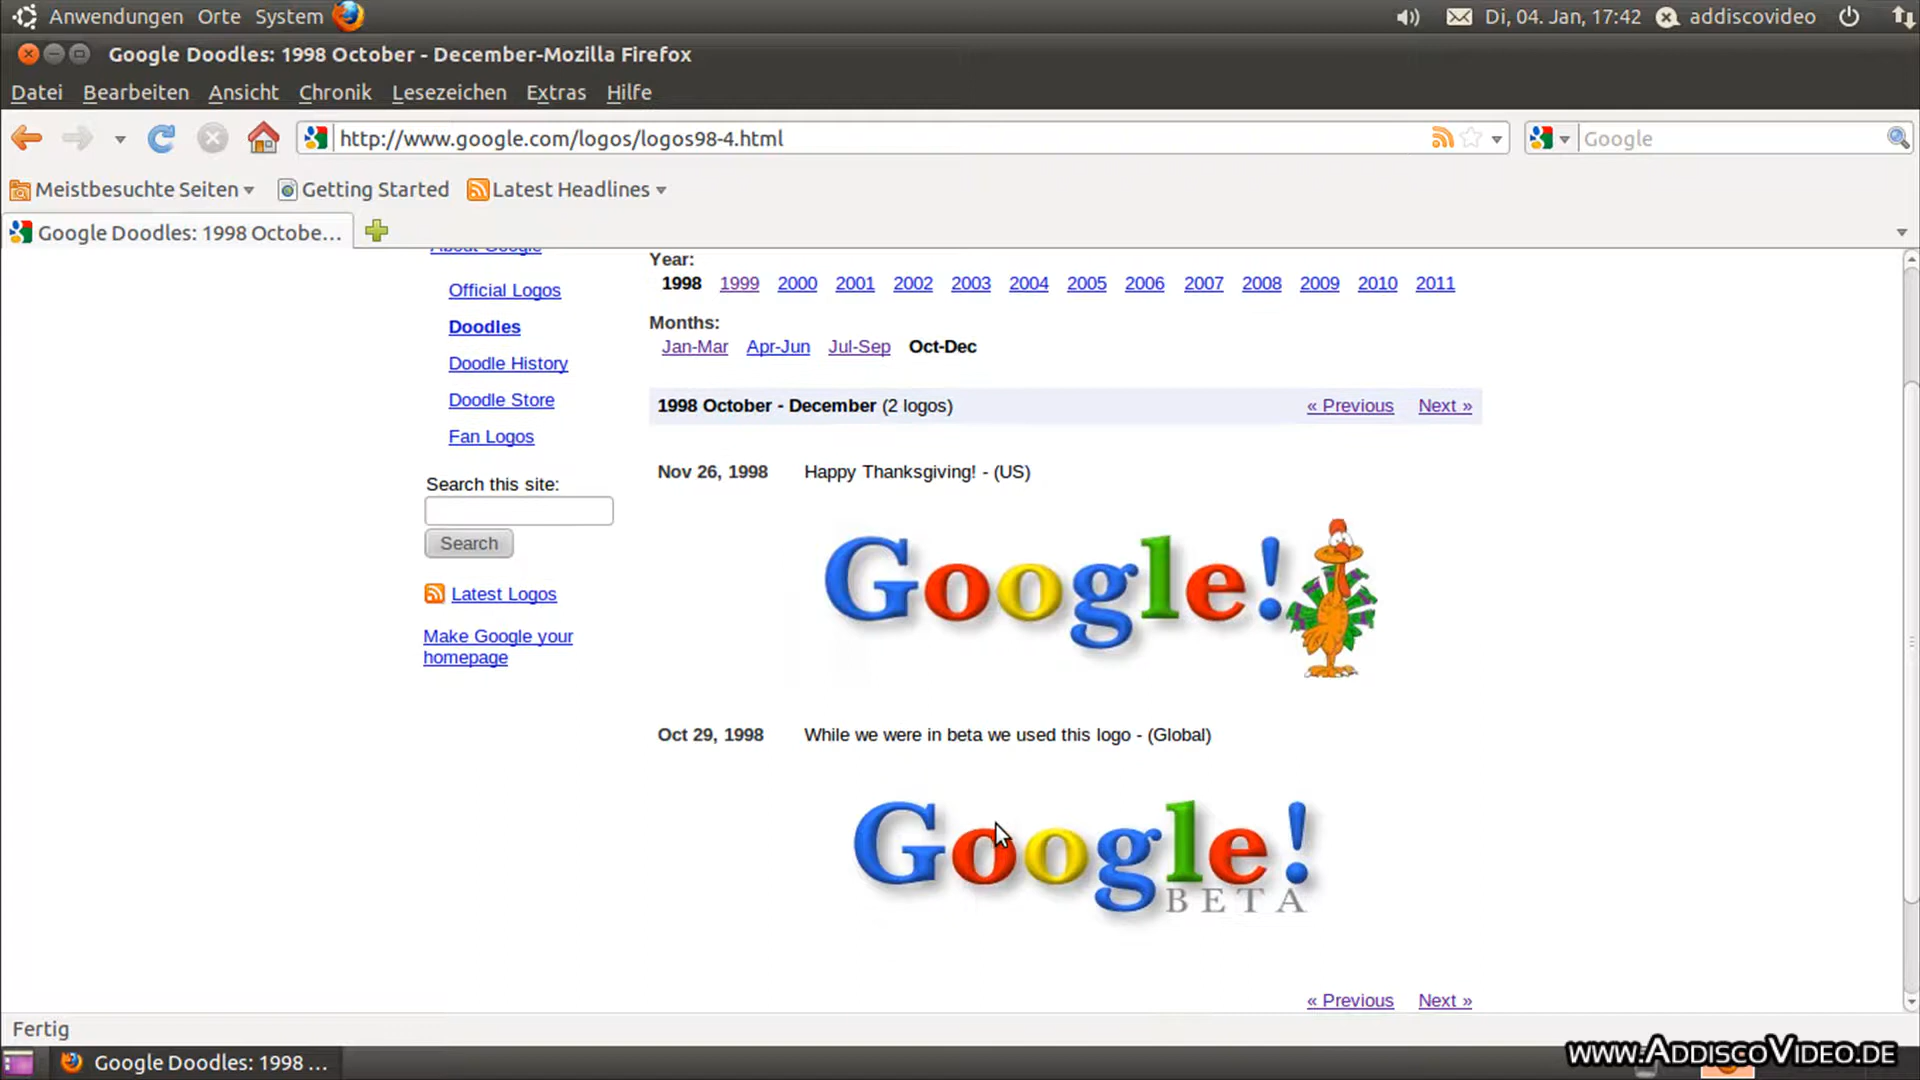 Anwendungen Orte System Di, 04. Jan, 17:42 addiscovideo
Google Doodles: 1998 October - December-Mozilla Firefox
Datei Bearbeiten Ansicht Chronik Lesezeichen Extras Hilfe
http://www.google.com/logos/logos98-4.html Google
Meistbesuchte Seiten Getting Started Latest Headlines
Google Doodles: 1998 Octobe...
About Google
Official Logos
Doodles
Doodle History
Doodle Store
Fan Logos
Search this site:
Search
Latest Logos
Make Google your
homepage
Year:
1998 1999 2000 2001 2002 2003 2004 2005 2006 2007 2008 2009 2010 2011
Months:
Jan-Mar Apr-Jun Jul-Sep Oct-Dec
1998 October - December (2 logos) « Previous Next »
Nov 26, 1998 Happy Thanksgiving! - (US)
Google!
Oct 29, 1998 While we were in beta we used this logo - (Global)
Google!
BETA
« Previous Next »
Fertig
Google Doodles: 1998 ...
www.AddiscoVideo.de